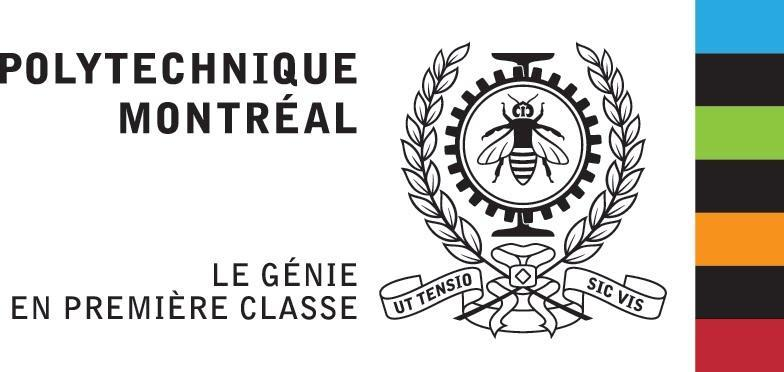 POLYTECHNIQUE
MONTRÉAL
LE GÉNIE
EN PREMIÈRE CLASSE
UT TENSIO
SIC VIS